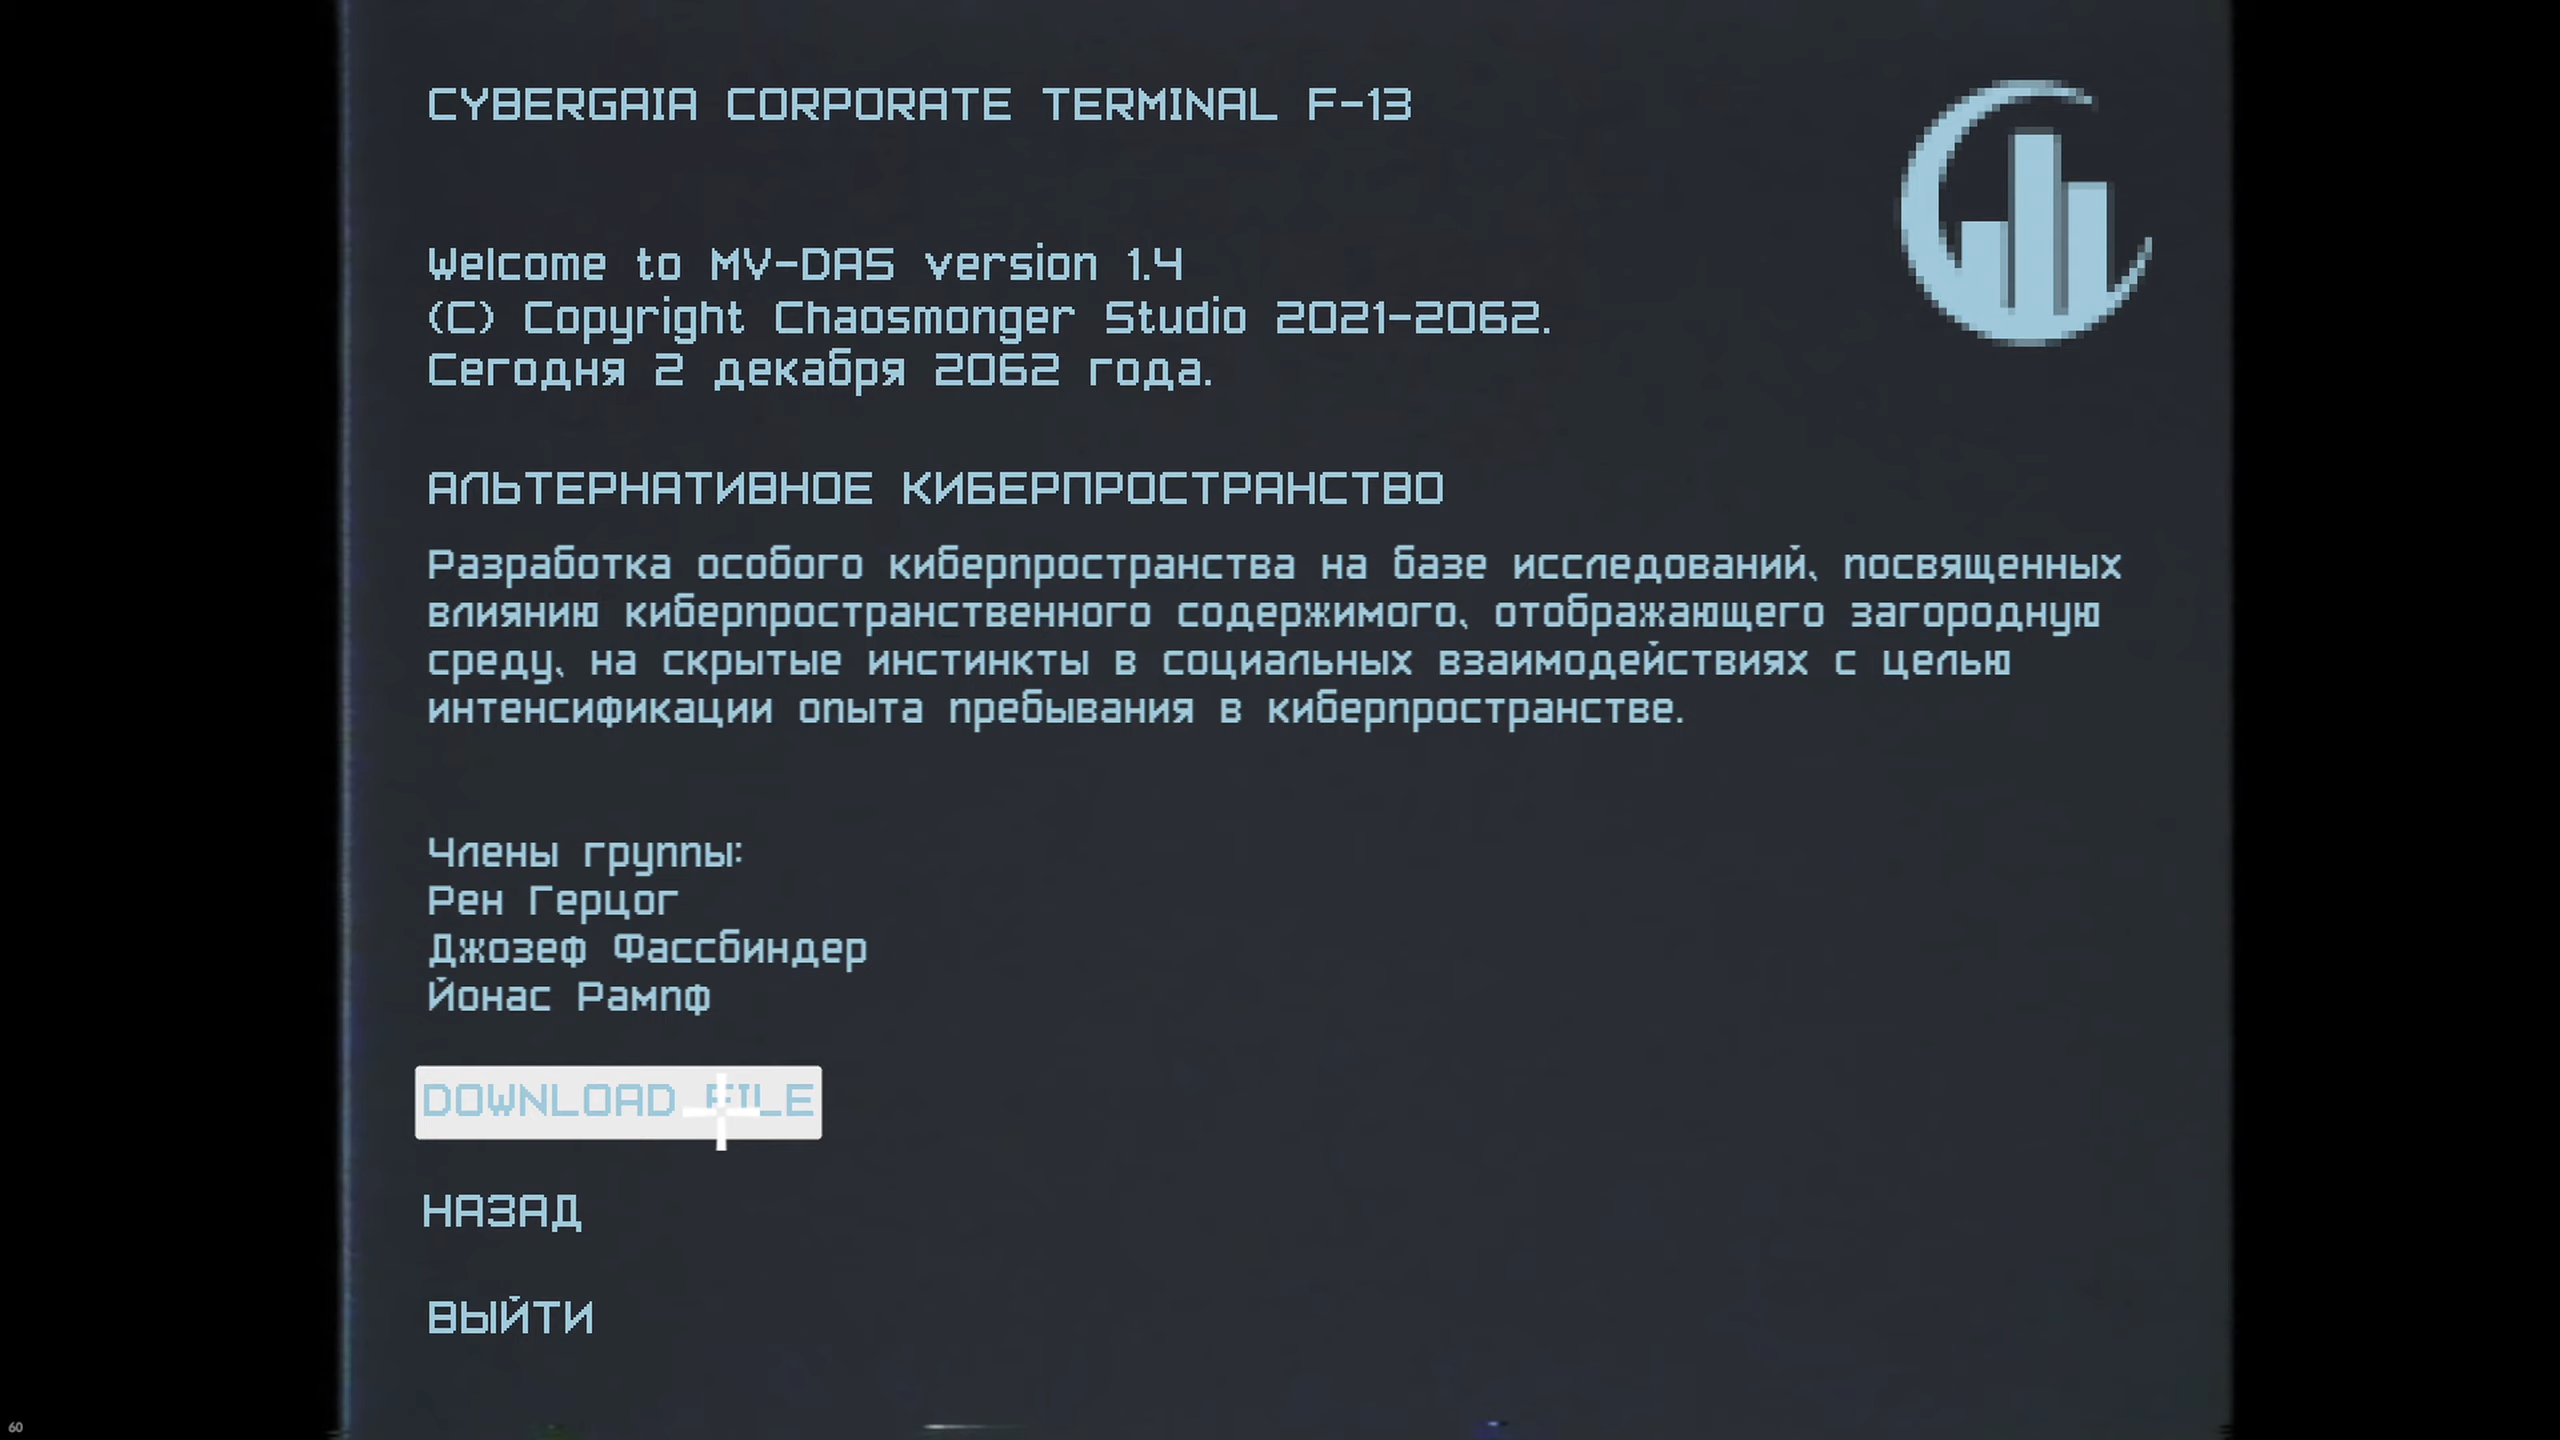 CYBERGAIA CORPORATE TERMINAL F-13
Welcome to MV-DAS version 1.4
(C) Copyright Chaosmonger Studio 2021-2062.
Сегодня 2 декабря 2062 года.
АЛЬТЕРНАТИВНОЕ КИБЕРПРОСТРАНСТВО
Разработка особого киберпространства на базе исследований, посвященных
влиянию киберпространственного содержимого, отображающего загородную
среду, на скрытые инстинкты в социальных взаимодействиях с целью
интенсификации опыта пребывания в киберпространстве.
Члены группы:
Рен Герцог
Джозеф Фассбиндер
Йонас Рампф
DOWNLOAD FILE
НАЗАД
ВЫЙТИ
60